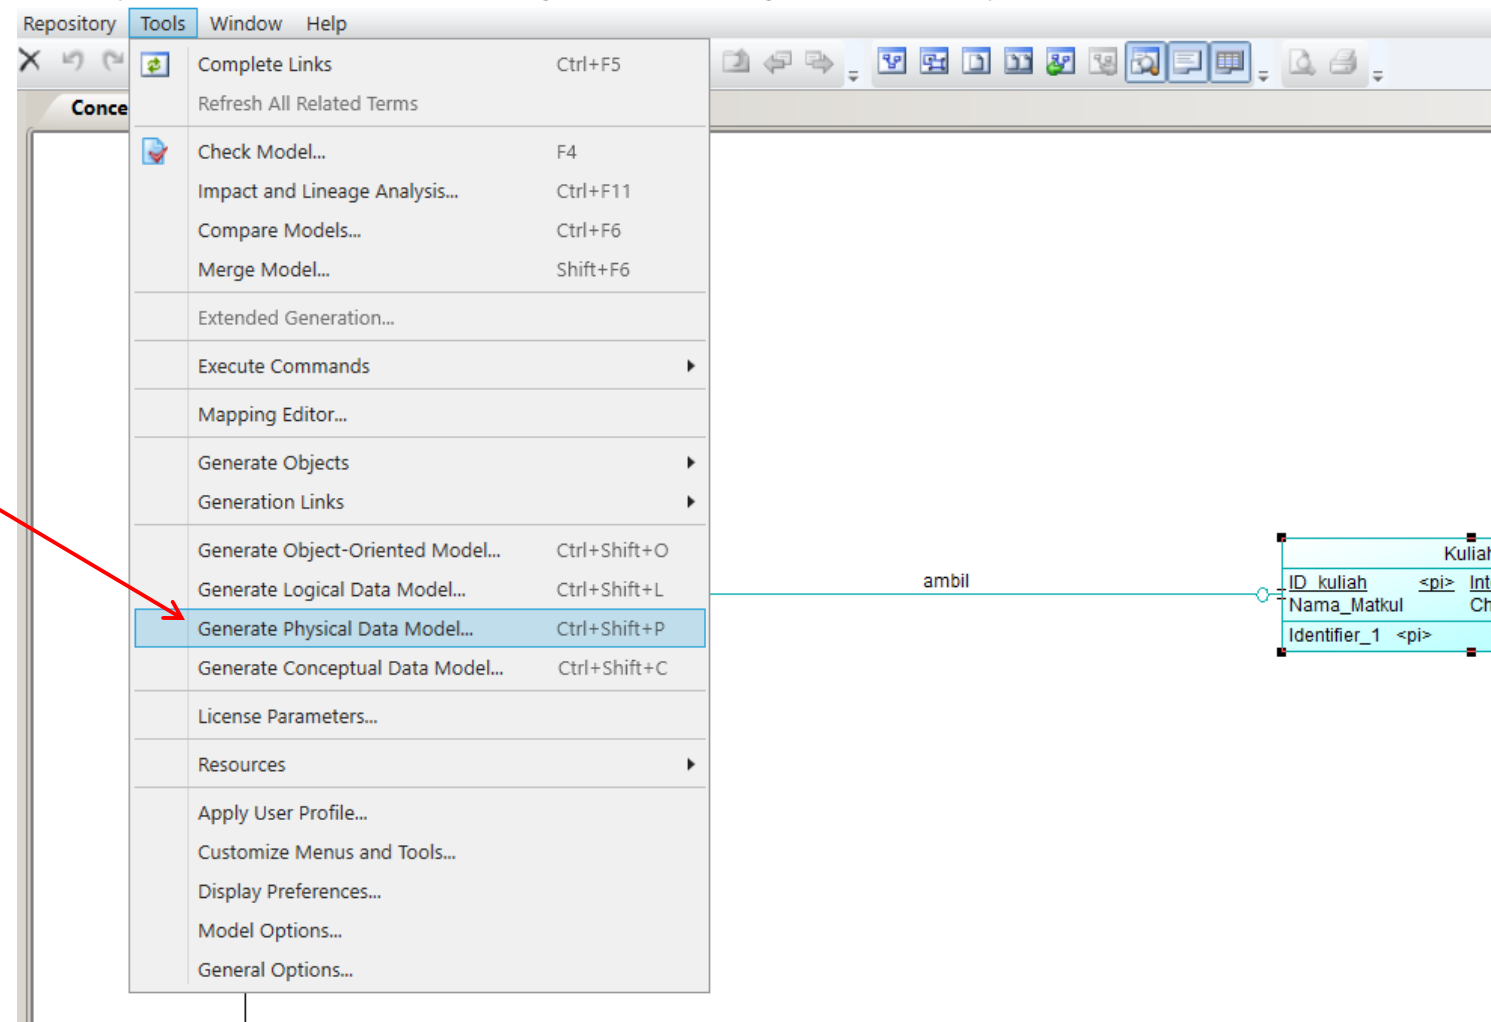 Repository Tools Window Help
Conce
Complete Links Ctrl+F5
Refresh All Related Terms
Check Model... F4
Impact and Lineage Analysis... Ctrl+F11
Compare Models... Ctrl+F6
Merge Model... Shift+F6
Extended Generation...
Execute Commands
Mapping Editor...
Generate Objects
Generation Links
Generate Object-Oriented Model... Ctrl+Shift+O
Generate Logical Data Model... Ctrl+Shift+L
Generate Physical Data Model... Ctrl+Shift+P
Generate Conceptual Data Model... Ctrl+Shift+C
License Parameters...
Resources
Apply User Profile...
Customize Menus and Tools...
Display Preferences...
Model Options...
General Options...
ambil
Kuliah
ID_kuliah <pi> Int
Nama_Matkul Ch
Identifier_1 <pi>